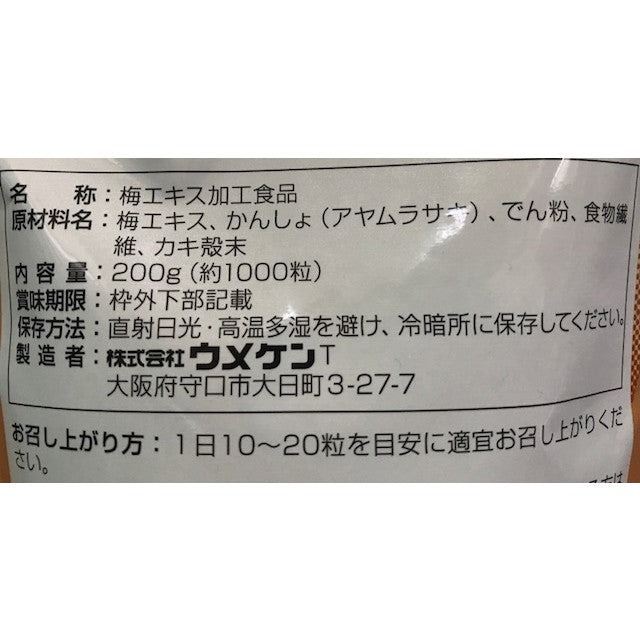 名称：梅エキス加工食品
原材料名：梅エキス、かんしょ（アヤムラサキ）、でん粉、食物繊
維、カキ殻末
内容量：200g（約1000粒）
賞味期限：枠外下部記載
保存方法：直射日光・高温多湿を避け、冷暗所に保存してください。
製造者：株式会社ウメケンT
大阪府守口市大日町3-27-7
お召し上がり方：1日10〜20粒を目安に適宜お召し上がりくだ
さい。